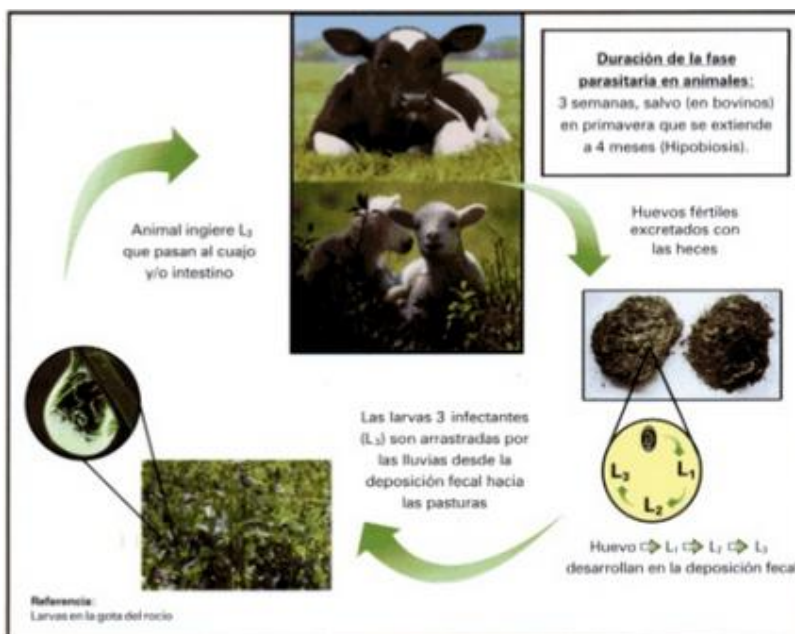 Duración de la fase
parasitaria en animales:
3 semanas, salvo (en bovinos)
en primavera que se extiende
a 4 meses (Hipobiosis).
Animal ingiere L₃
que pasan al cuajo
y/o intestino
Huevos fértiles
excretados con
las heces
Las larvas 3 infectantes
(L₃) son arrastradas por
las lluvias desde la
deposición fecal hacia
las pasturas
L₁
L₂
L₃
Huevo ⇨ L₁ ⇨ L₂ ⇨ L₃
desarrollan en la deposición fecal
Referencia:
Larvas en la gota del rocio